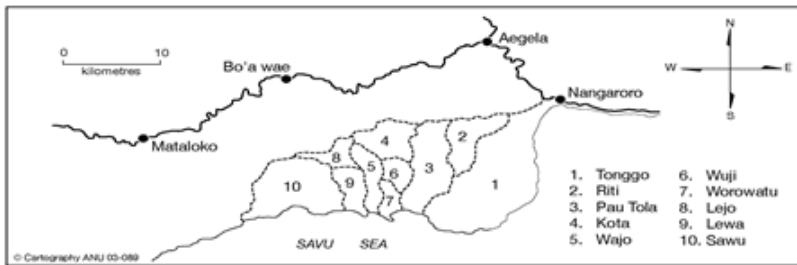 0 10
kilometres
Bo'a wae
Aegela
N
W E
S
Nangaroro
Mataloko
4
2
8
5
6
3
10
9
7
1
1. Tonggo
2. Riti
3. Pau Tola
4. Kota
5. Wajo
6. Wuji
7. Worowatu
8. Lejo
9. Lewa
10. Sawu
SAVU SEA
© Cartography ANU 03-089